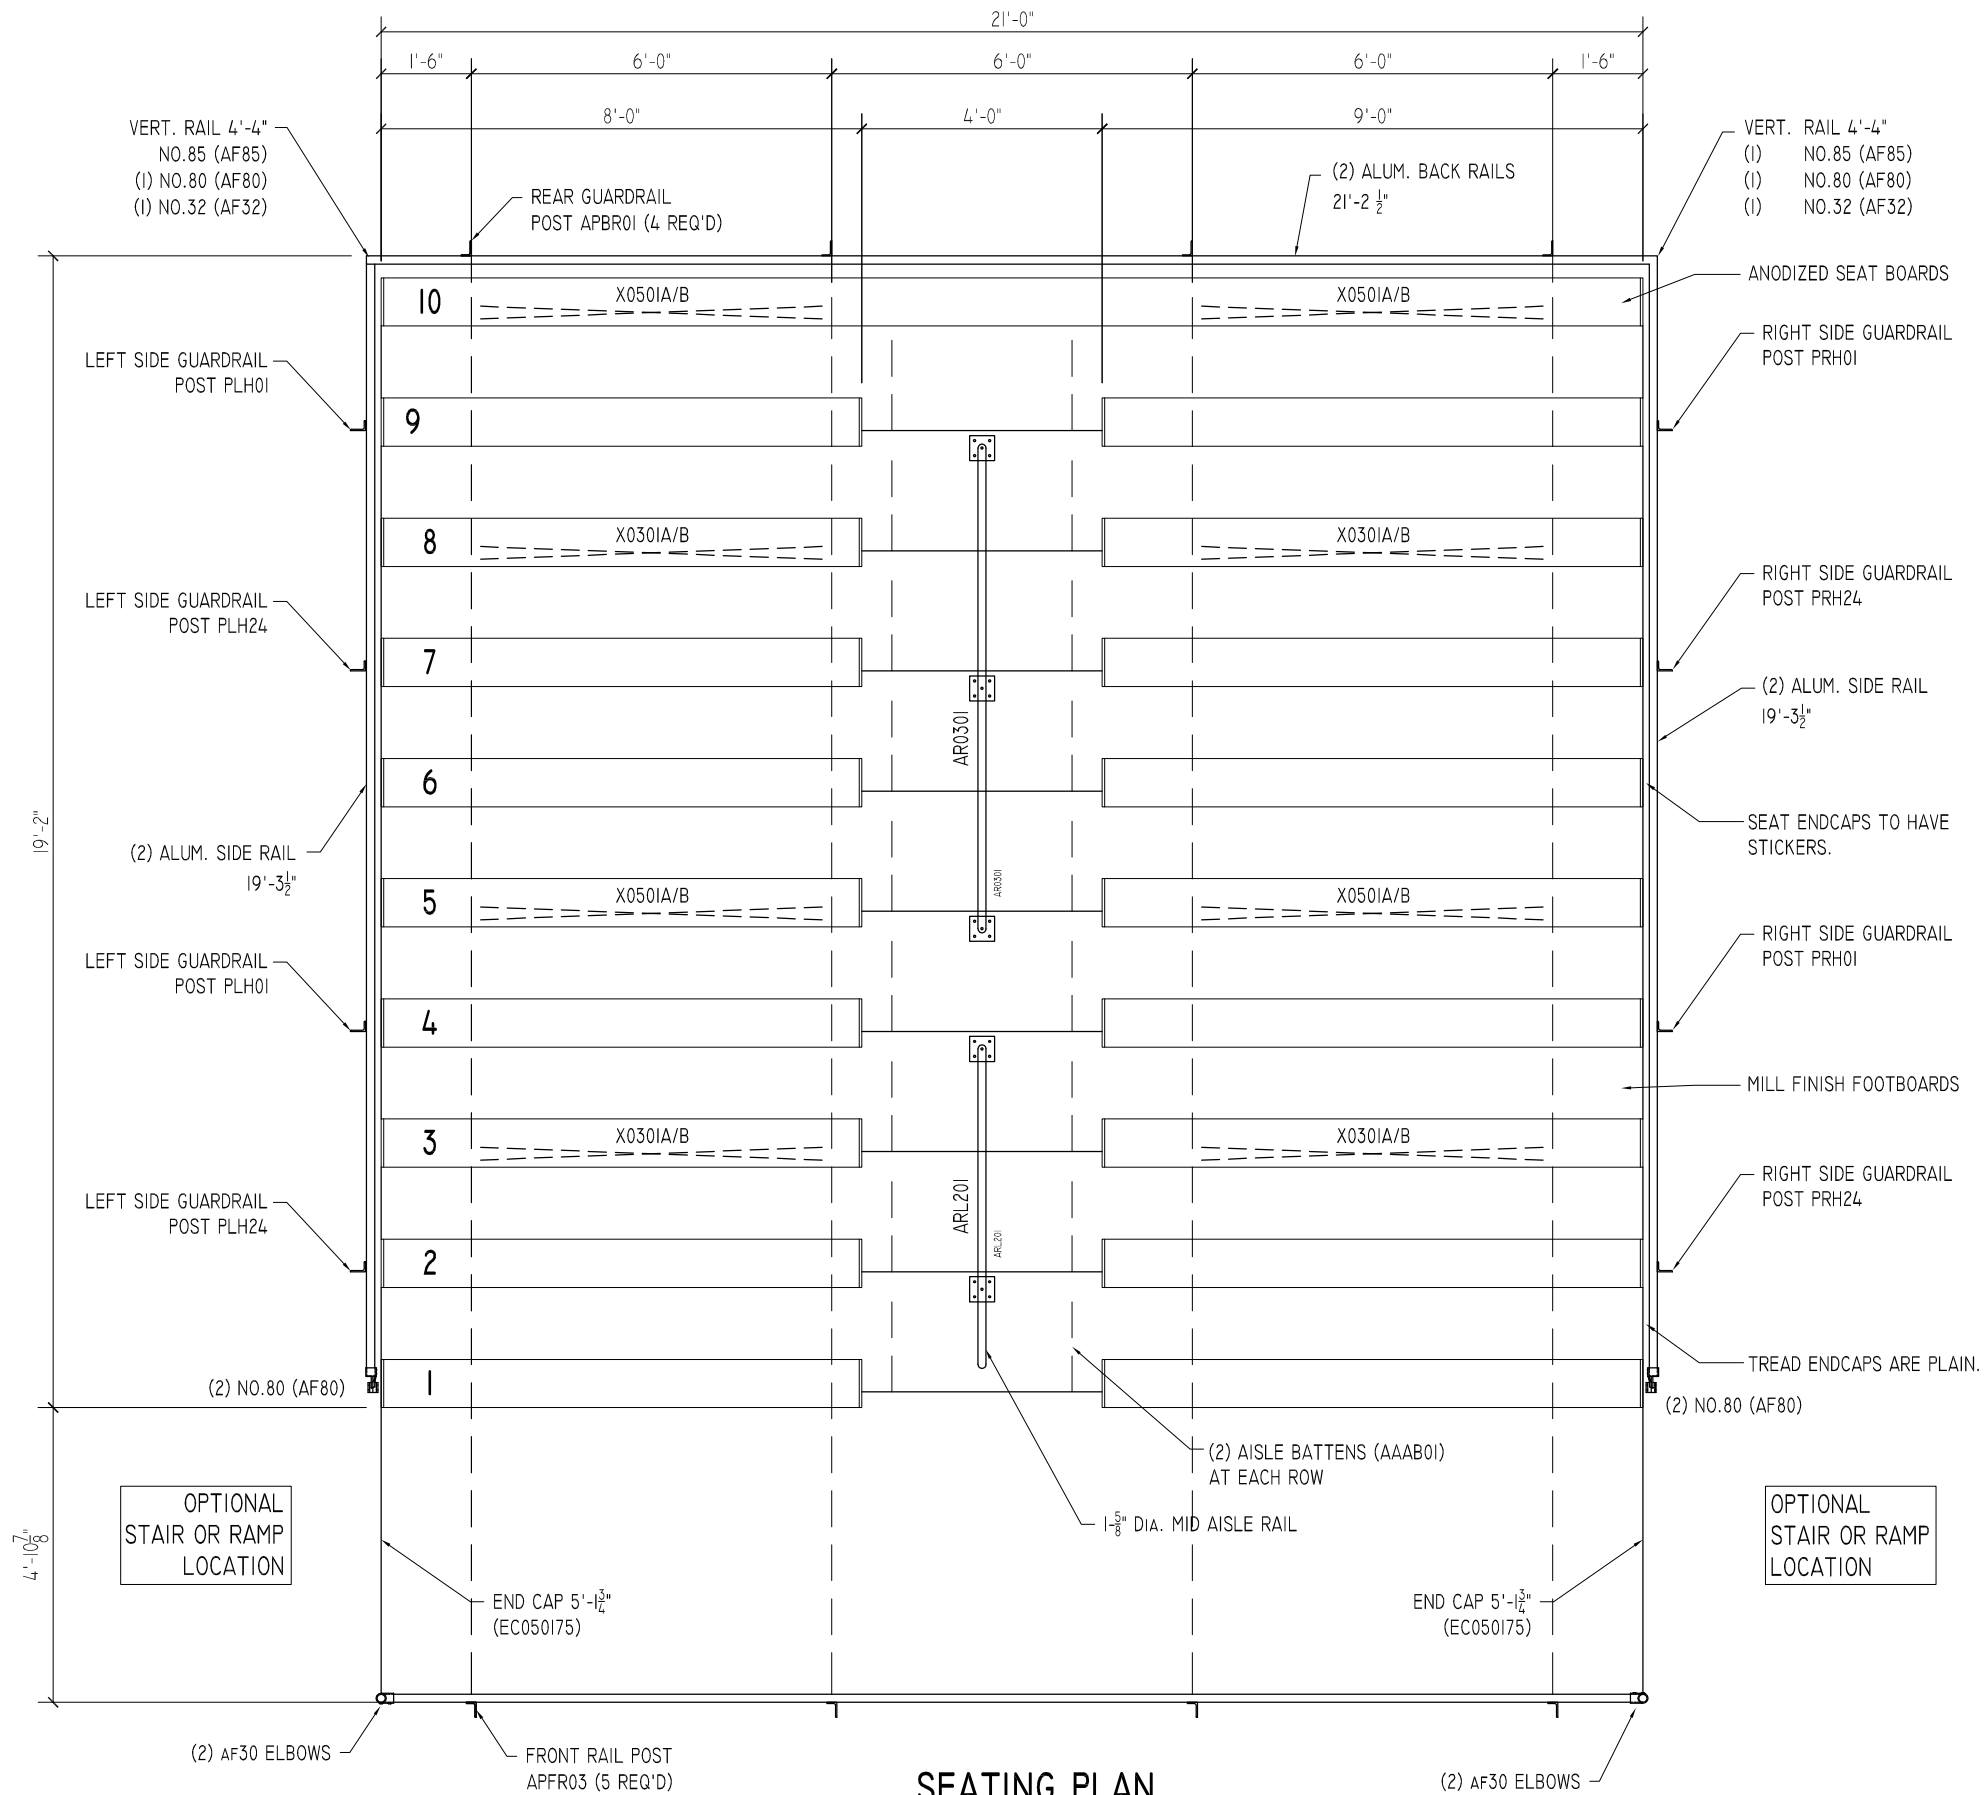 21'-0"
1'-6"
6'-0"
6'-0"
6'-0"
1'-6"
8'-0"
4'-0"
9'-0"
VERT. RAIL 4'-4"
NO.85 (AF85)
(1) NO.80 (AF80)
(1) NO.32 (AF32)
REAR GUARDRAIL
POST APBR01 (4 REQ'D)
(2) ALUM. BACK RAILS
21'-2 1/2"
VERT. RAIL 4'-4"
(1) NO.85 (AF85)
(1) NO.80 (AF80)
(1) NO.32 (AF32)
10
X0501A/B
X0501A/B
ANODIZED SEAT BOARDS
LEFT SIDE GUARDRAIL
POST PLH01
RIGHT SIDE GUARDRAIL
POST PRH01
9
8
X0301A/B
X0301A/B
LEFT SIDE GUARDRAIL
POST PLH24
RIGHT SIDE GUARDRAIL
POST PRH24
7
(2) ALUM. SIDE RAIL
19'-3 1/2"
AR0301
6
19'-2"
(2) ALUM. SIDE RAIL
19'-3 1/2"
SEAT ENDCAPS TO HAVE
STICKERS.
5
X0501A/B
AR0301
X0501A/B
LEFT SIDE GUARDRAIL
POST PLH01
RIGHT SIDE GUARDRAIL
POST PRH01
4
MILL FINISH FOOTBOARDS
3
X0301A/B
X0301A/B
LEFT SIDE GUARDRAIL
POST PLH24
ARL201
ARL201
RIGHT SIDE GUARDRAIL
POST PRH24
2
TREAD ENDCAPS ARE PLAIN.
(2) NO.80 (AF80)
1
(2) NO.80 (AF80)
(2) AISLE BATTENS (AAAB01)
AT EACH ROW
1-5/8" DIA. MID AISLE RAIL
OPTIONAL
STAIR OR RAMP
LOCATION
OPTIONAL
STAIR OR RAMP
LOCATION
4'-10 7/8"
END CAP 5'-1 3/4"
(EC050175)
END CAP 5'-1 3/4"
(EC050175)
(2) AF30 ELBOWS
FRONT RAIL POST
APFR03 (5 REQ'D)
SEATING PLAN
(2) AF30 ELBOWS